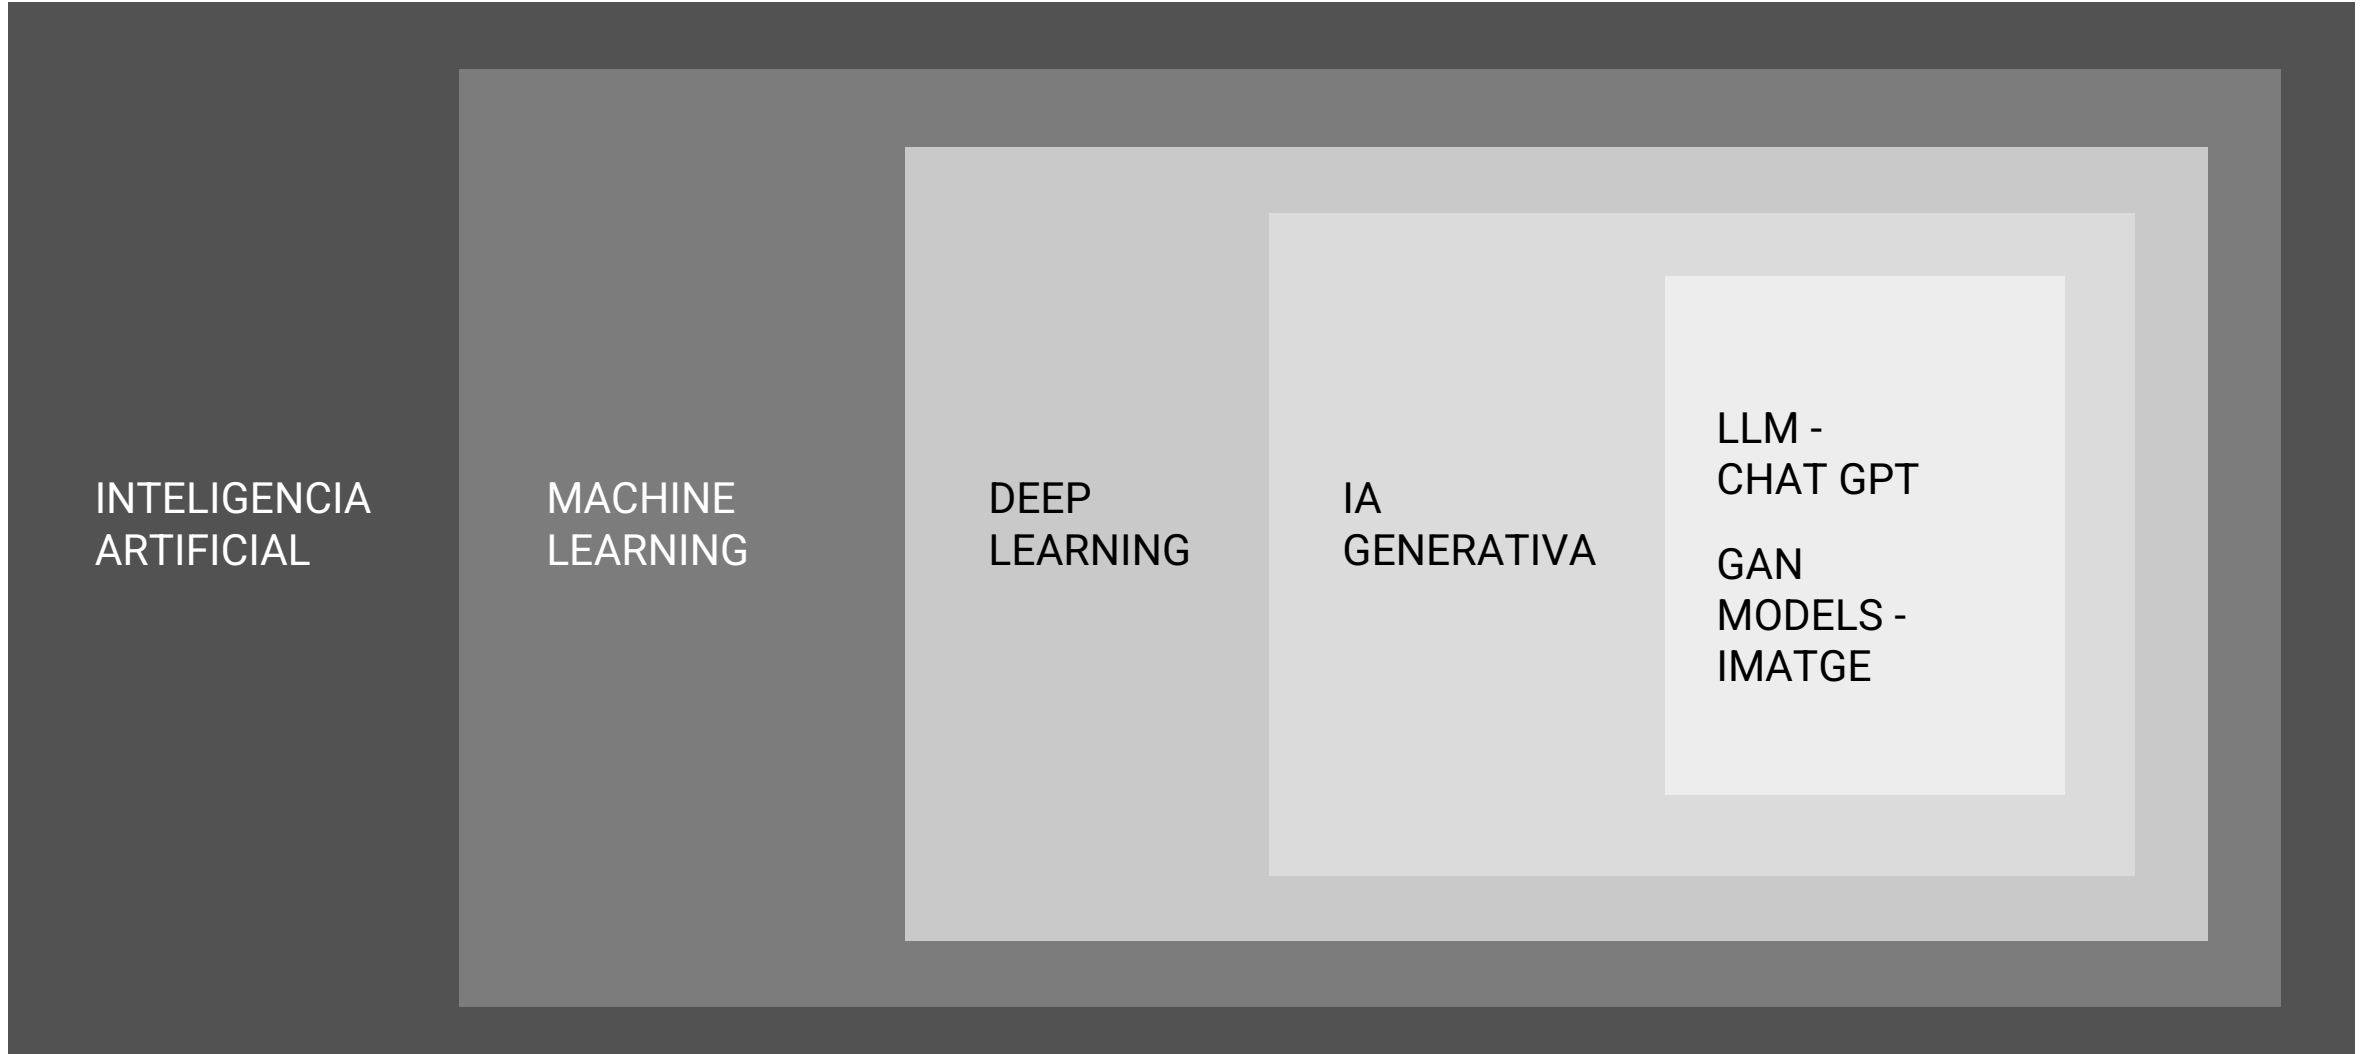 INTELIGENCIA
ARTIFICIAL
MACHINE
LEARNING
DEEP
LEARNING
IA
GENERATIVA
LLM -
CHAT GPT
GAN
MODELS -
IMATGE